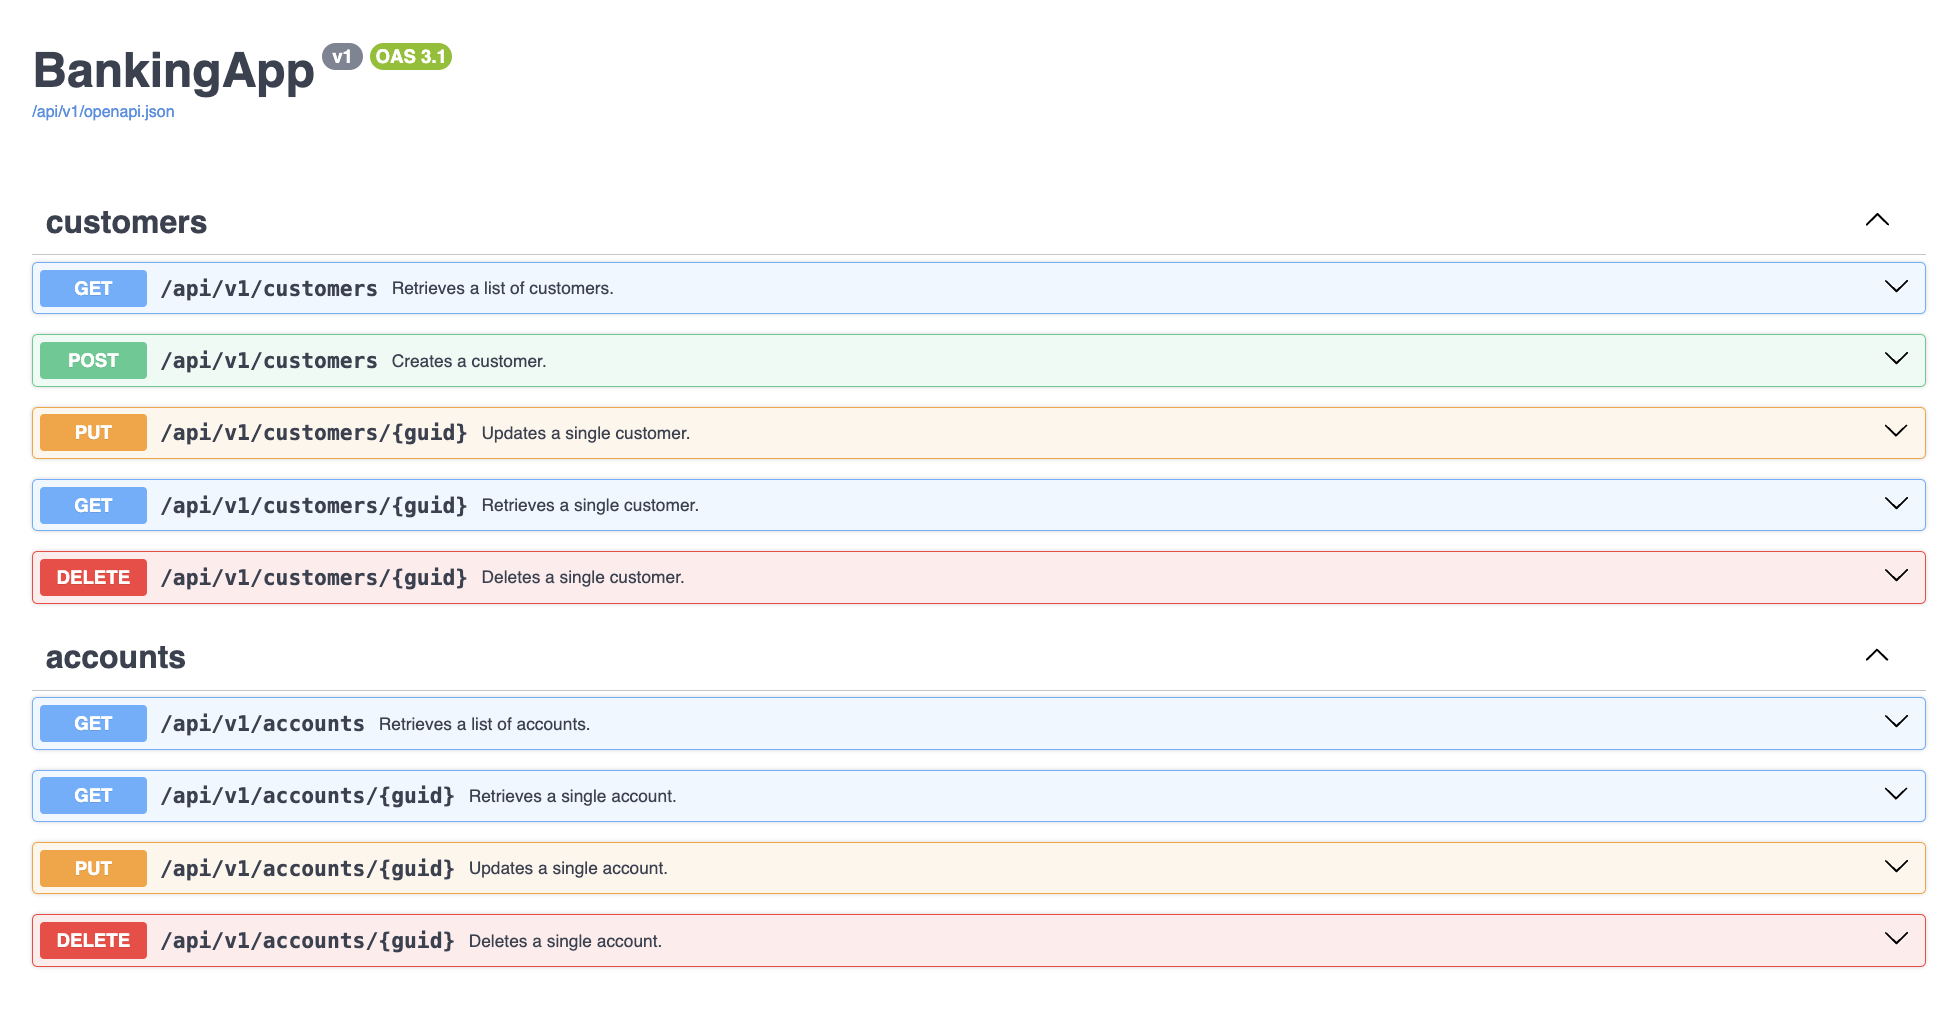 BankingApp v1 OAS 3.1
/api/v1/openapi.json
customers
GET /api/v1/customers Retrieves a list of customers.
POST /api/v1/customers Creates a customer.
PUT /api/v1/customers/{guid} Updates a single customer.
GET /api/v1/customers/{guid} Retrieves a single customer.
DELETE /api/v1/customers/{guid} Deletes a single customer.
accounts
GET /api/v1/accounts Retrieves a list of accounts.
GET /api/v1/accounts/{guid} Retrieves a single account.
PUT /api/v1/accounts/{guid} Updates a single account.
DELETE /api/v1/accounts/{guid} Deletes a single account.